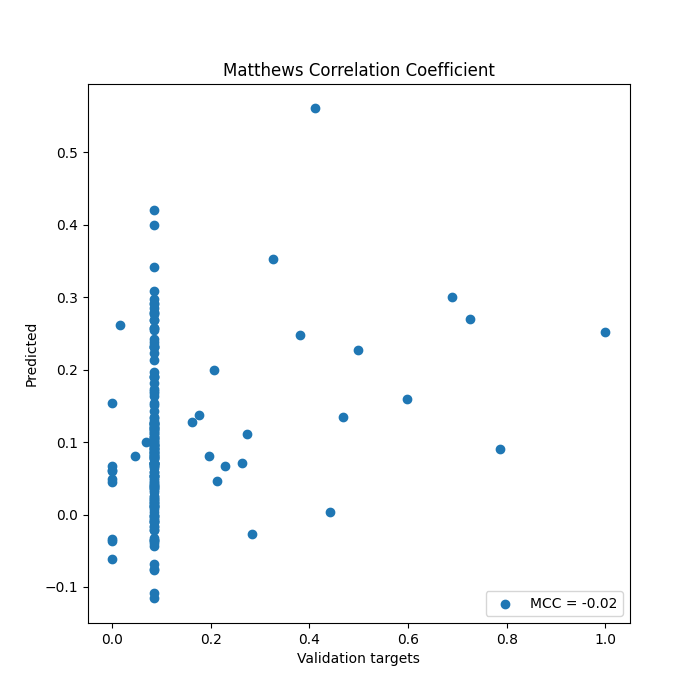 Matthews Correlation Coefficient
0.5
0.4
0.3
0.2
0.1
0.0
−0.1
Predicted
MCC = -0.02
0.0 0.2 0.4 0.6 0.8 1.0
Validation targets